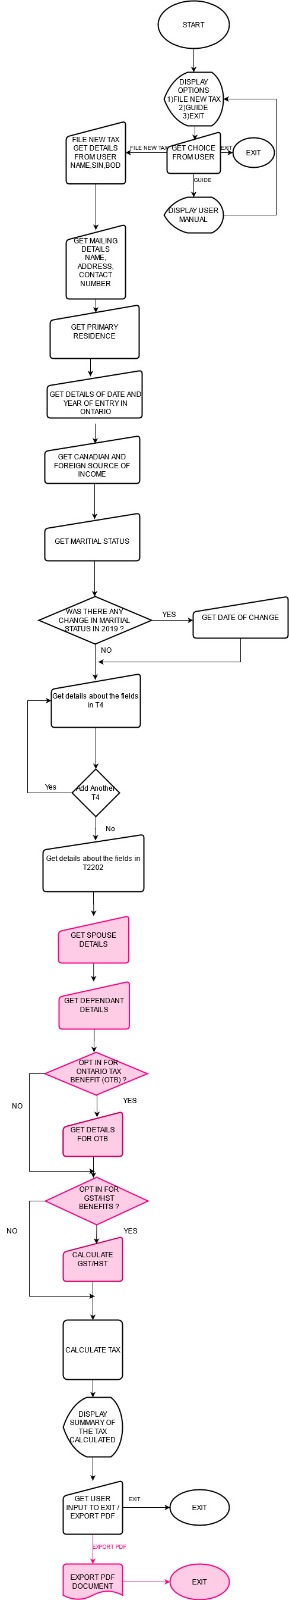 START
DISPLAY
OPTIONS
1)FILE NEW TAX
2)GUIDE
3)EXIT
FILE NEW TAX
GET DETAILS
FROM USER
NAME,SIN,BOD
FILE NEW TAX
GET CHOICE
FROM USER
EXIT
EXIT
GUIDE
DISPLAY USER
MANUAL
GET MAILING
DETAILS
NAME,
ADDRESS,
CONTACT
NUMBER
GET PRIMARY
RESIDENCE
GET DETAILS OF DATE AND
YEAR OF ENTRY IN
ONTARIO
GET CANADIAN AND
FOREIGN SOURCE OF
INCOME
GET MARITIAL STATUS
WAS THERE ANY
CHANGE IN MARITIAL
STATUS IN 2019 ?
YES
GET DATE OF CHANGE
NO
Get details about the fields
in T4
Yes
Add Another
T4
No
Get details about the fields in
T2202
GET SPOUSE
DETAILS
GET DEPENDANT
DETAILS
OPT IN FOR
ONTARIO TAX
BENEFIT (OTB) ?
NO
YES
GET DETAILS
FOR OTB
OPT IN FOR
GST/HST
BENEFITS ?
NO
YES
CALCULATE
GST/HST
CALCULATE TAX
DISPLAY
SUMMARY OF
THE TAX
CALCULATED
GET USER
INPUT TO EXIT /
EXPORT PDF
EXIT
EXIT
EXPORT PDF
EXPORT PDF
DOCUMENT
EXIT